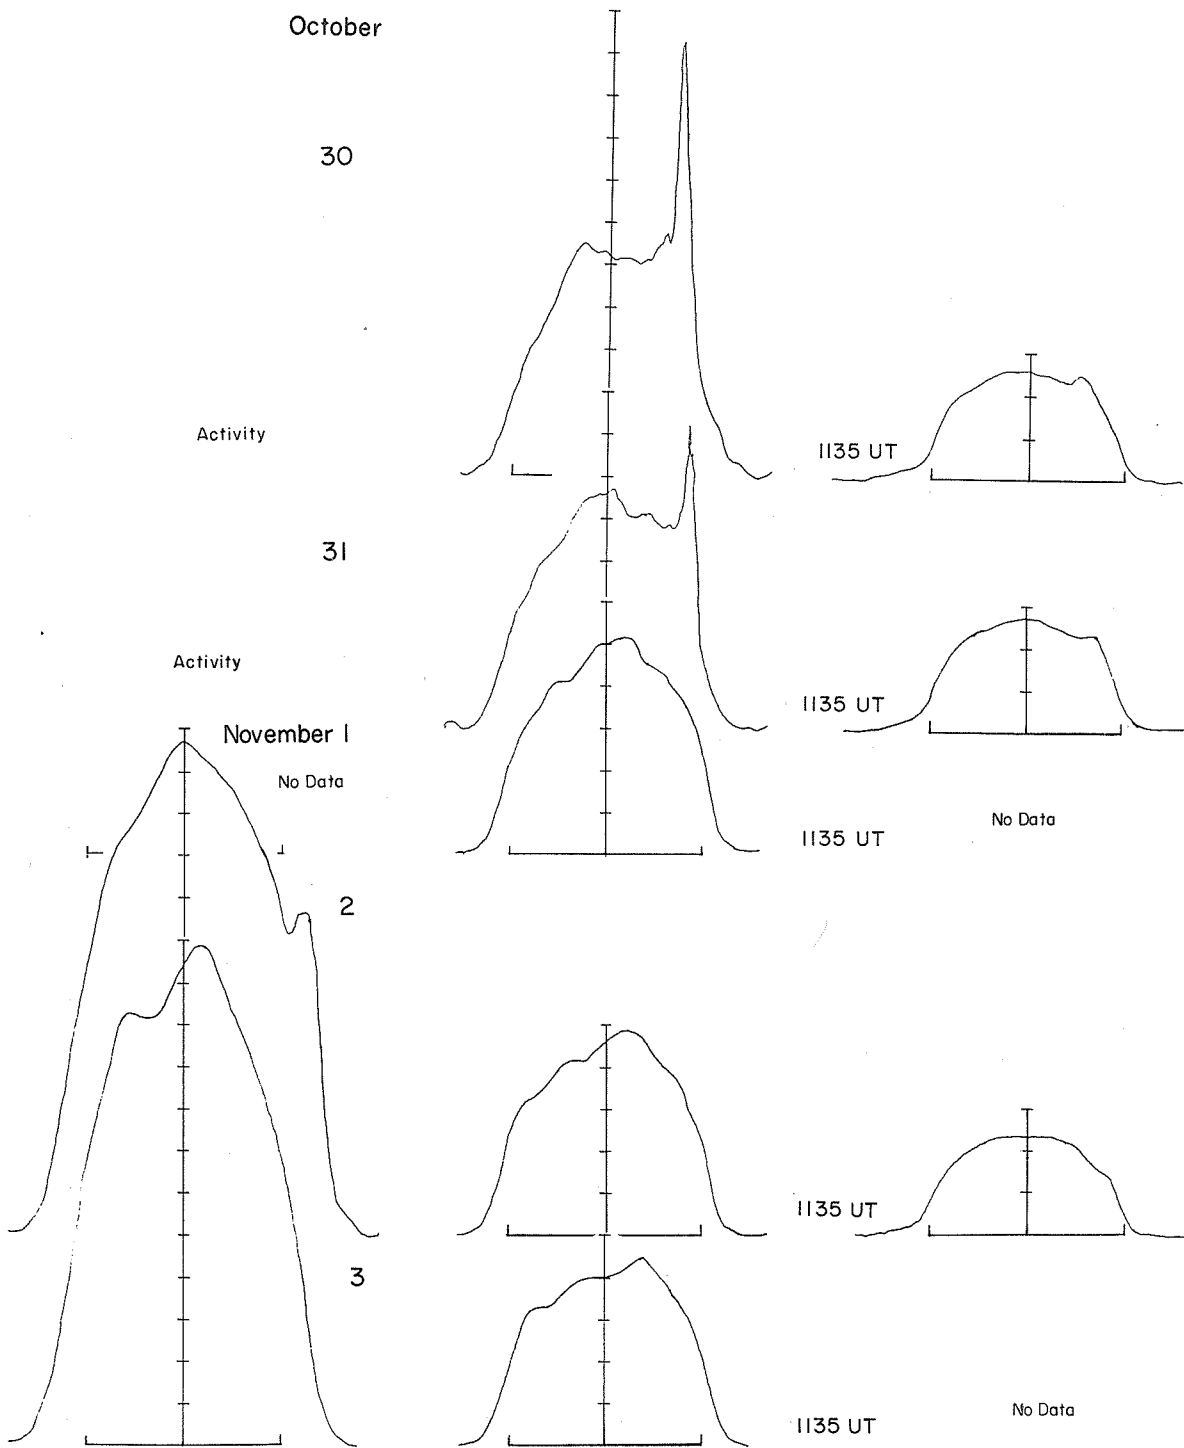 October
30
Activity
1135 UT
31
Activity
1135 UT
November 1
No Data
1135 UT
No Data
2
1135 UT
3
1135 UT
No Data